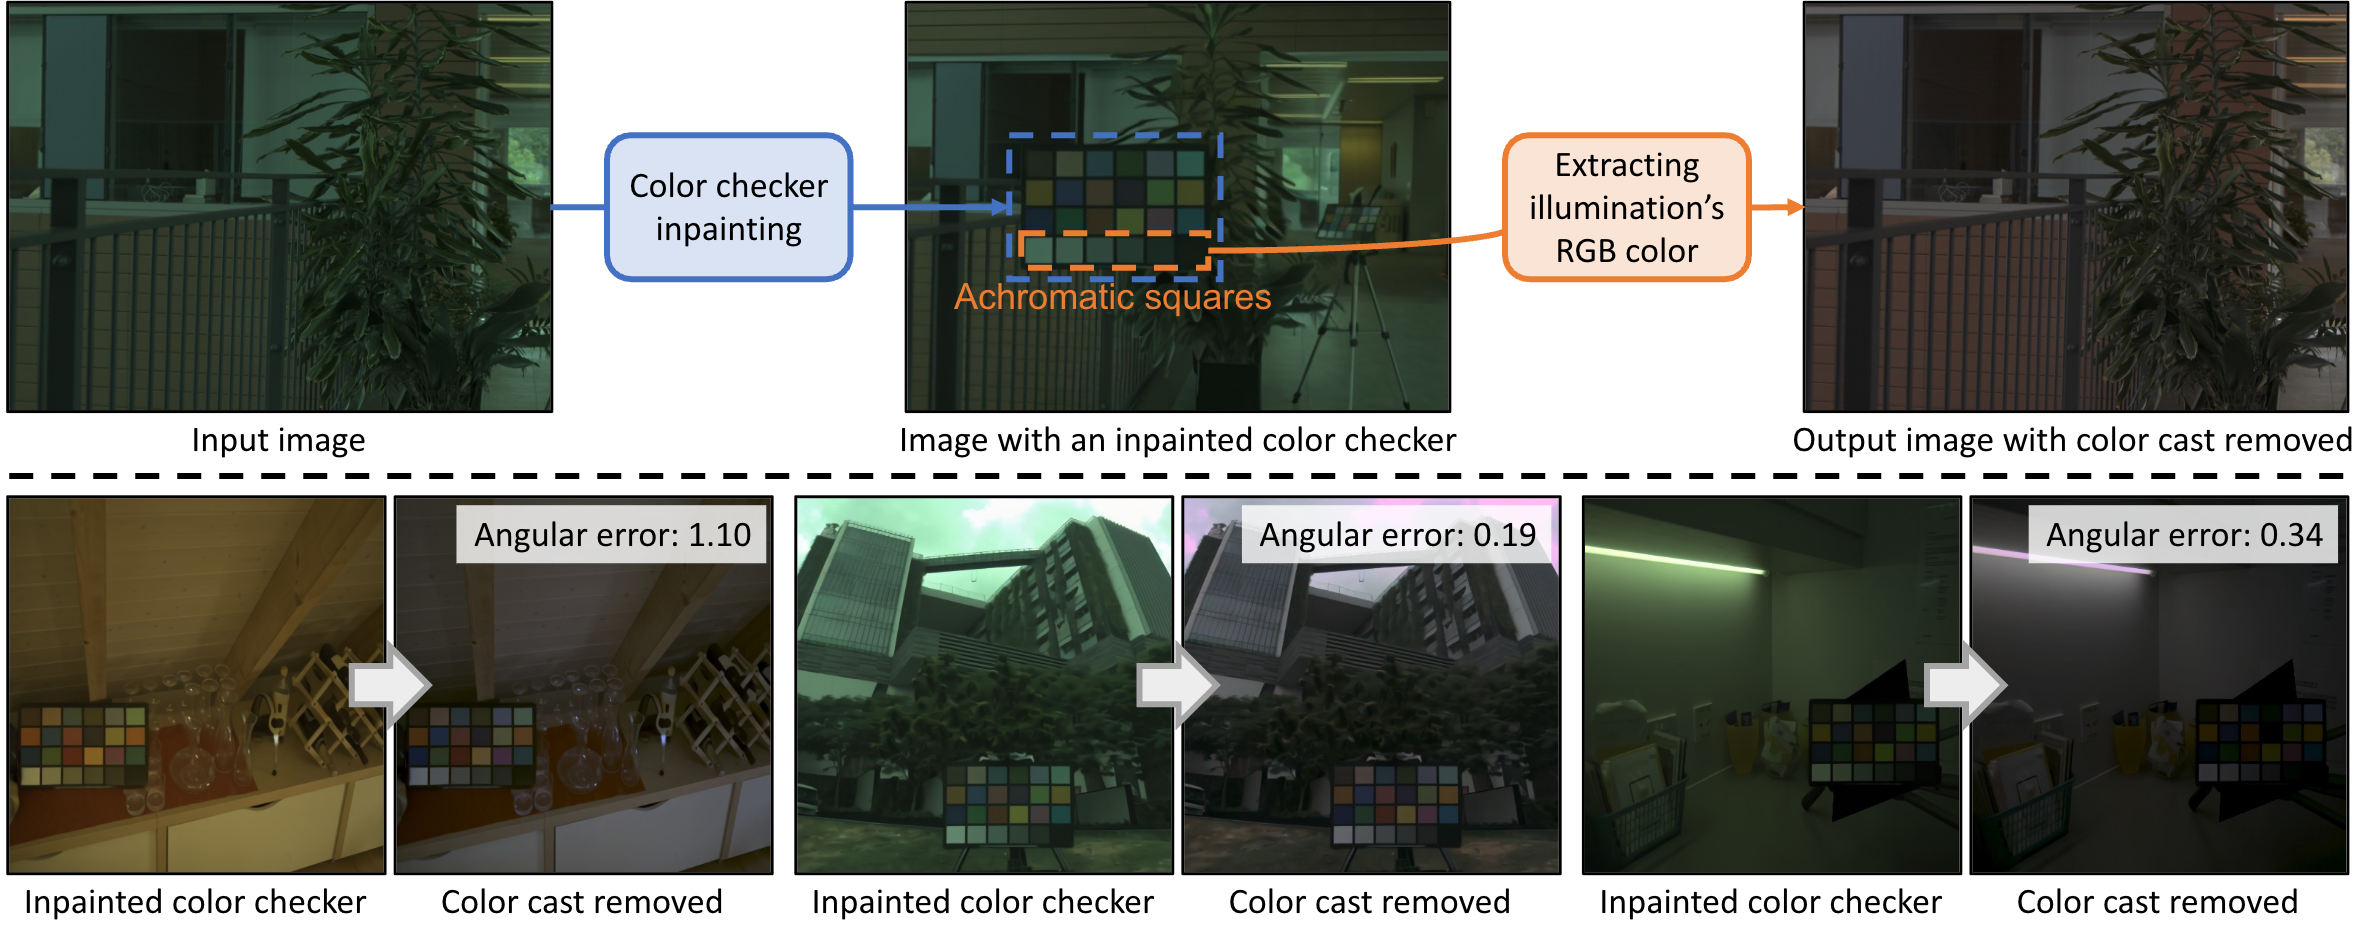 Color checker
inpainting
Achromatic squares
Extracting
illumination's
RGB color
Input image
Image with an inpainted color checker
Output image with color cast removed
Angular error: 1.10
Angular error: 0.19
Angular error: 0.34
Inpainted color checker
Color cast removed
Inpainted color checker
Color cast removed
Inpainted color checker
Color cast removed